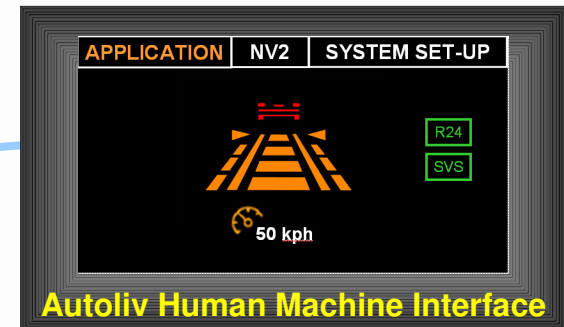 APPLICATION NV2 SYSTEM SET-UP
R24
SVS
50 kph
Autoliv Human Machine Interface